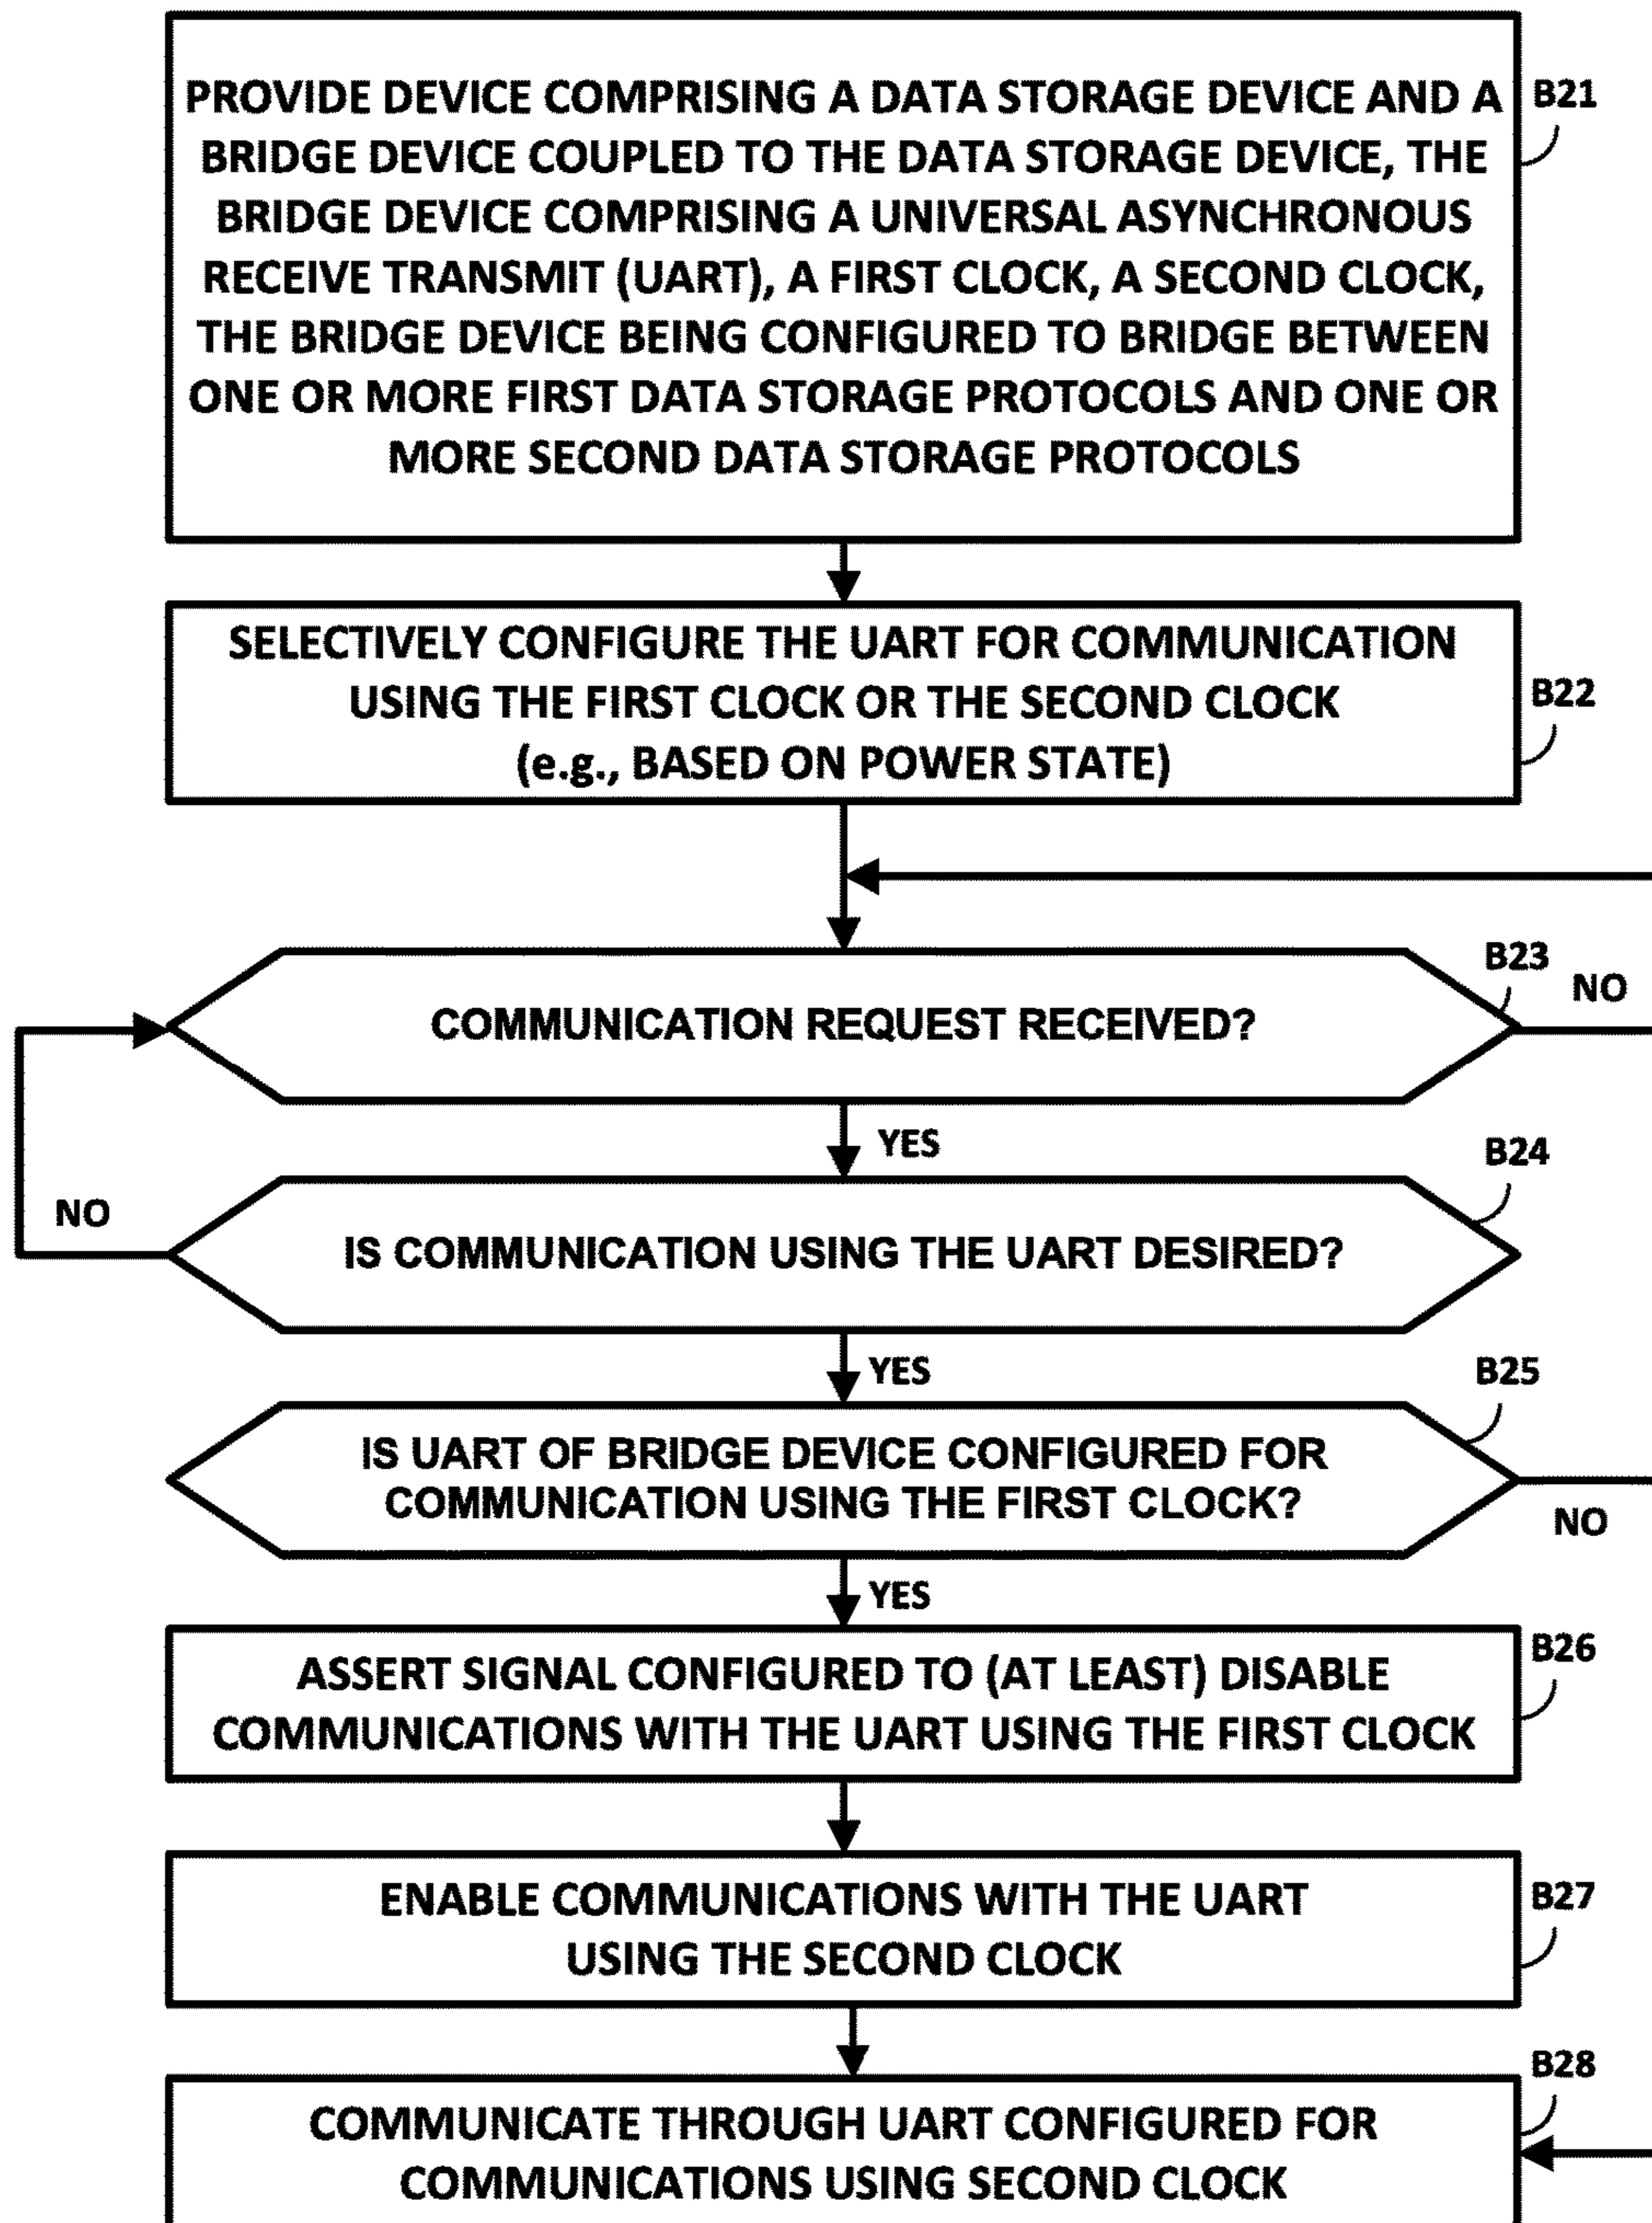 PROVIDE DEVICE COMPRISING A DATA STORAGE DEVICE AND A
BRIDGE DEVICE COUPLED TO THE DATA STORAGE DEVICE, THE
BRIDGE DEVICE COMPRISING A UNIVERSAL ASYNCHRONOUS
RECEIVE TRANSMIT (UART), A FIRST CLOCK, A SECOND CLOCK,
THE BRIDGE DEVICE BEING CONFIGURED TO BRIDGE BETWEEN
ONE OR MORE FIRST DATA STORAGE PROTOCOLS AND ONE OR
MORE SECOND DATA STORAGE PROTOCOLS
B21
SELECTIVELY CONFIGURE THE UART FOR COMMUNICATION
USING THE FIRST CLOCK OR THE SECOND CLOCK
(e.g., BASED ON POWER STATE)
B22
COMMUNICATION REQUEST RECEIVED?
B23
NO
YES
IS COMMUNICATION USING THE UART DESIRED?
B24
NO
YES
IS UART OF BRIDGE DEVICE CONFIGURED FOR
COMMUNICATION USING THE FIRST CLOCK?
B25
NO
YES
ASSERT SIGNAL CONFIGURED TO (AT LEAST) DISABLE
COMMUNICATIONS WITH THE UART USING THE FIRST CLOCK
B26
ENABLE COMMUNICATIONS WITH THE UART
USING THE SECOND CLOCK
B27
COMMUNICATE THROUGH UART CONFIGURED FOR
COMMUNICATIONS USING SECOND CLOCK
B28